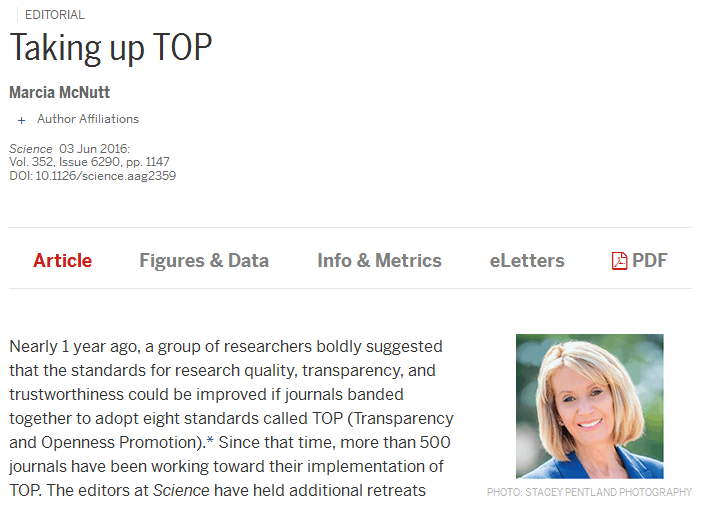 EDITORIAL
Taking up TOP
Marcia McNutt
+ Author Affiliations
Science 03 Jun 2016:
Vol. 352, Issue 6290, pp. 1147
DOI: 10.1126/science.aag2359
Article Figures & Data Info & Metrics eLetters PDF
Nearly 1 year ago, a group of researchers boldly suggested
that the standards for research quality, transparency, and
trustworthiness could be improved if journals banded
together to adopt eight standards called TOP (Transparency
and Openness Promotion).* Since that time, more than 500
journals have been working toward their implementation of
TOP. The editors at Science have held additional retreats
PHOTO: STACEY PENTLAND PHOTOGRAPHY